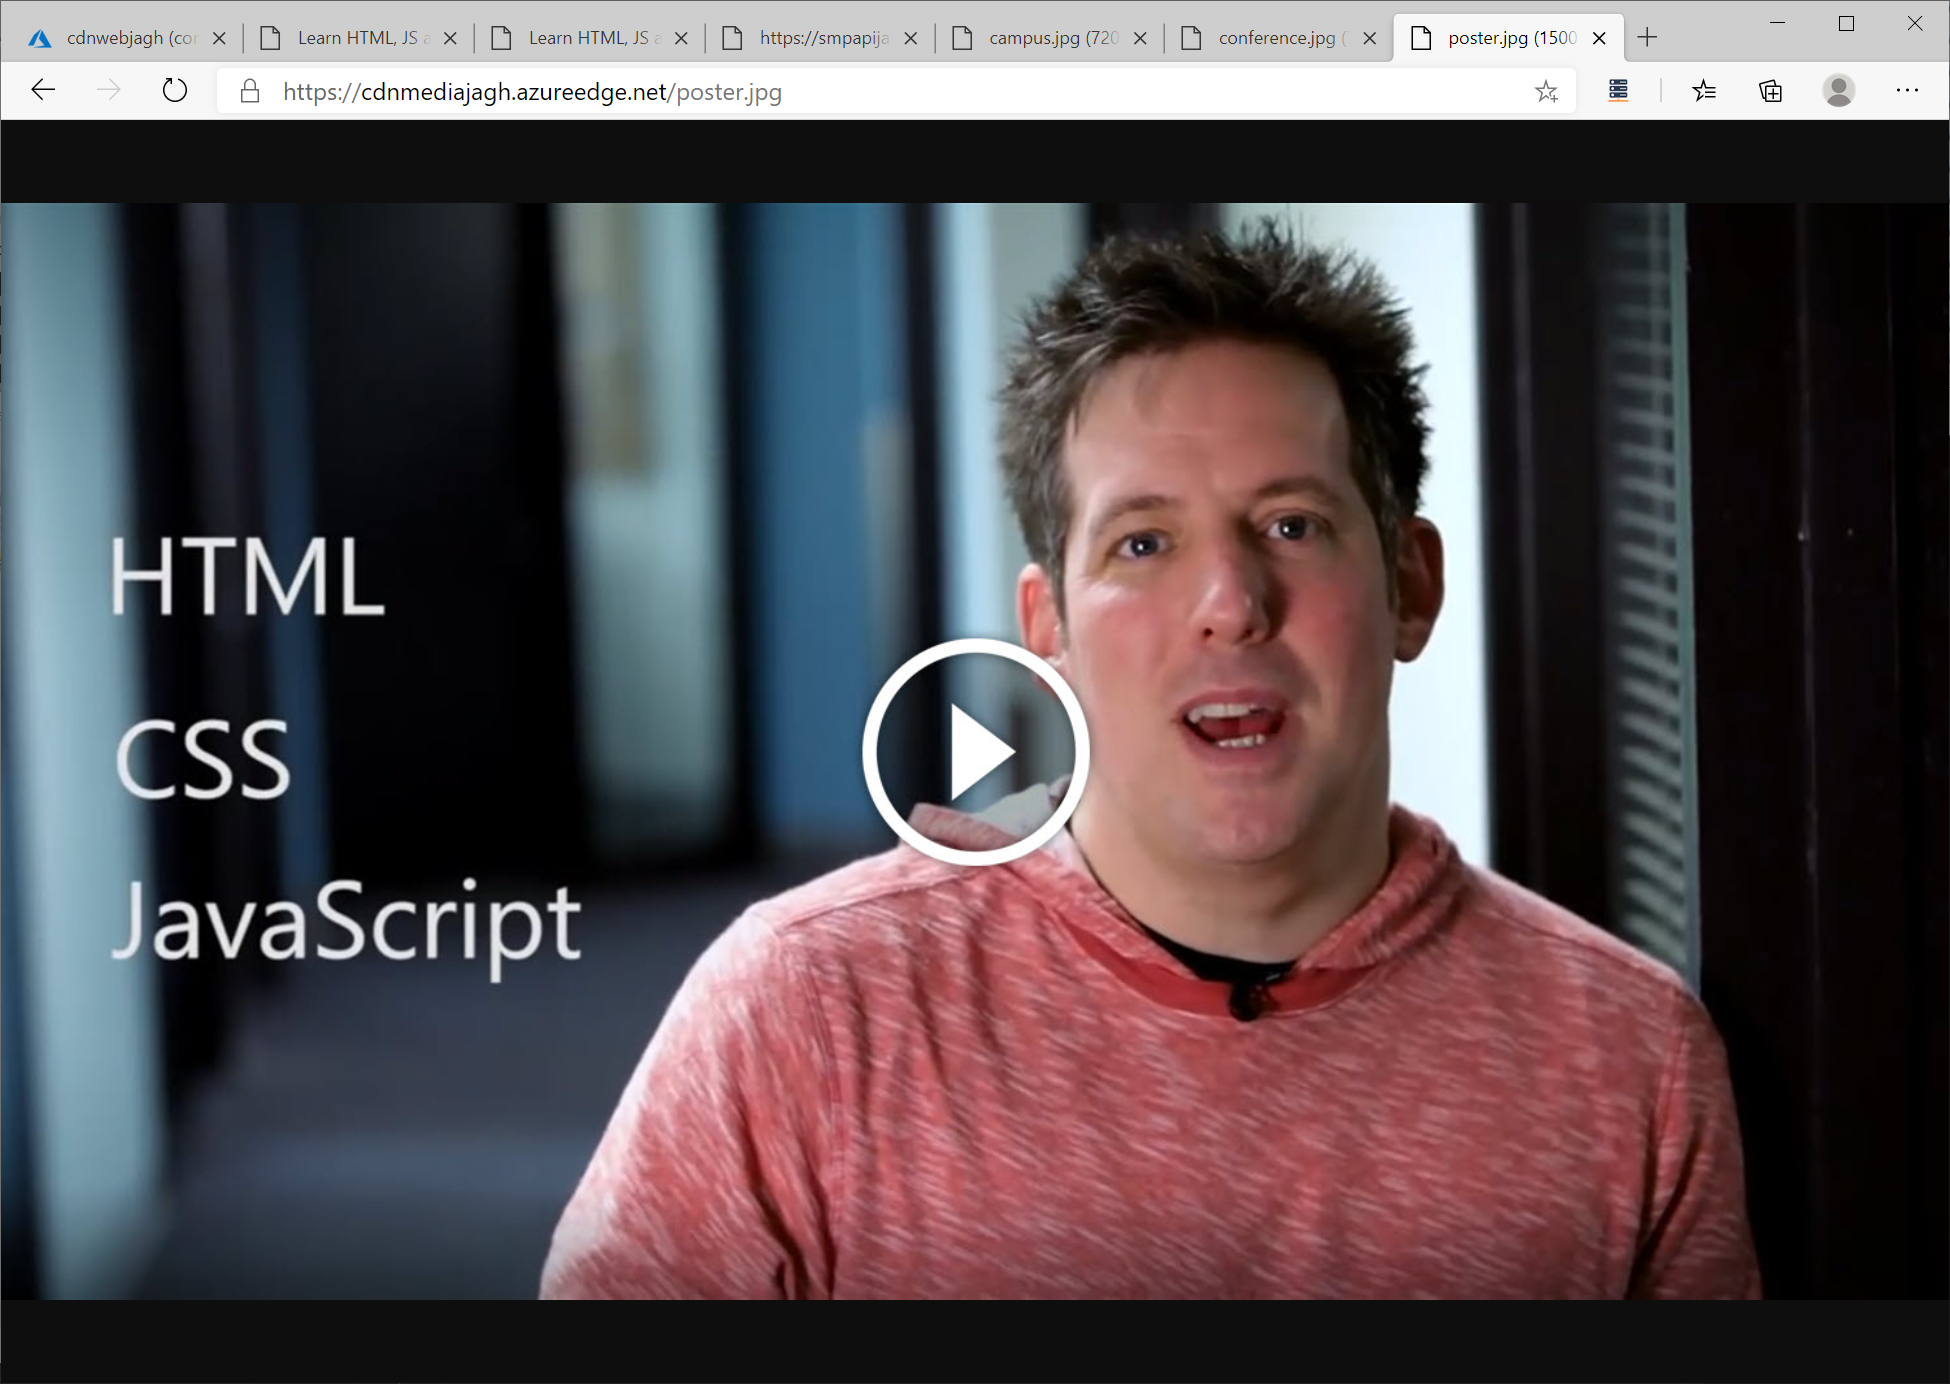 cdnwebjagh (cor
Learn HTML, JS a
Learn HTML, JS a
https://smpapija
campus.jpg (720
conference.jpg (
poster.jpg (1500
https://cdnmediajagh.azureedge.net/poster.jpg
HTML
CSS
JavaScript